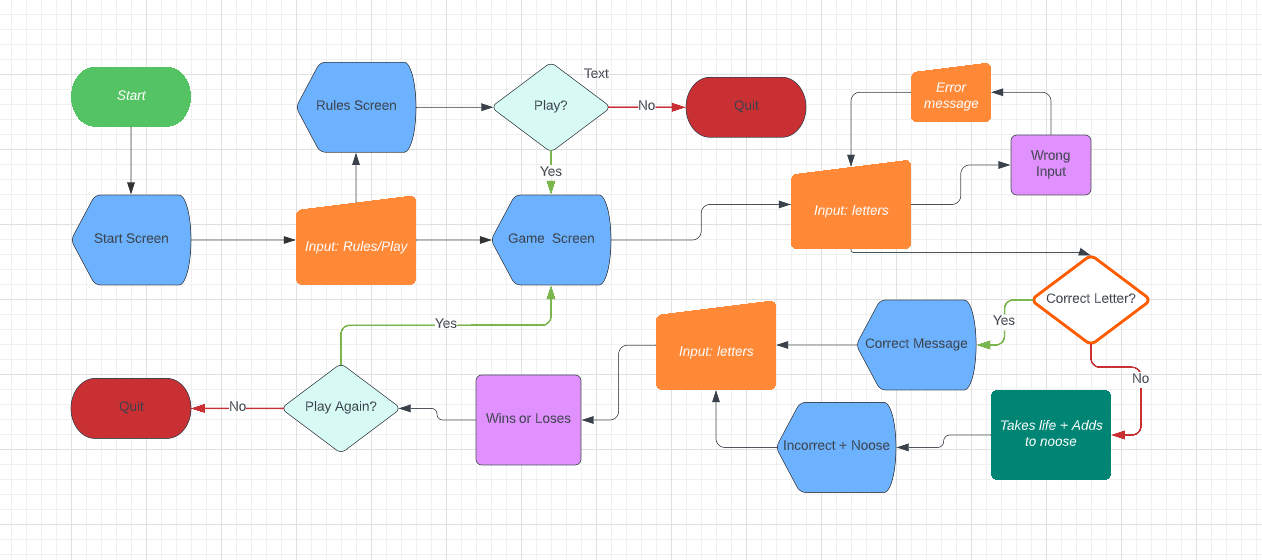 Start
Rules Screen
Play?
Text
No
Quit
Error
message
Yes
Wrong
Input
Start Screen
Input: Rules/Play
Game  Screen
Input: letters
Correct Letter?
Yes
Correct Message
Input: letters
Yes
No
Quit
No
Play Again?
Wins or Loses
Incorrect + Noose
Takes life + Adds
to noose